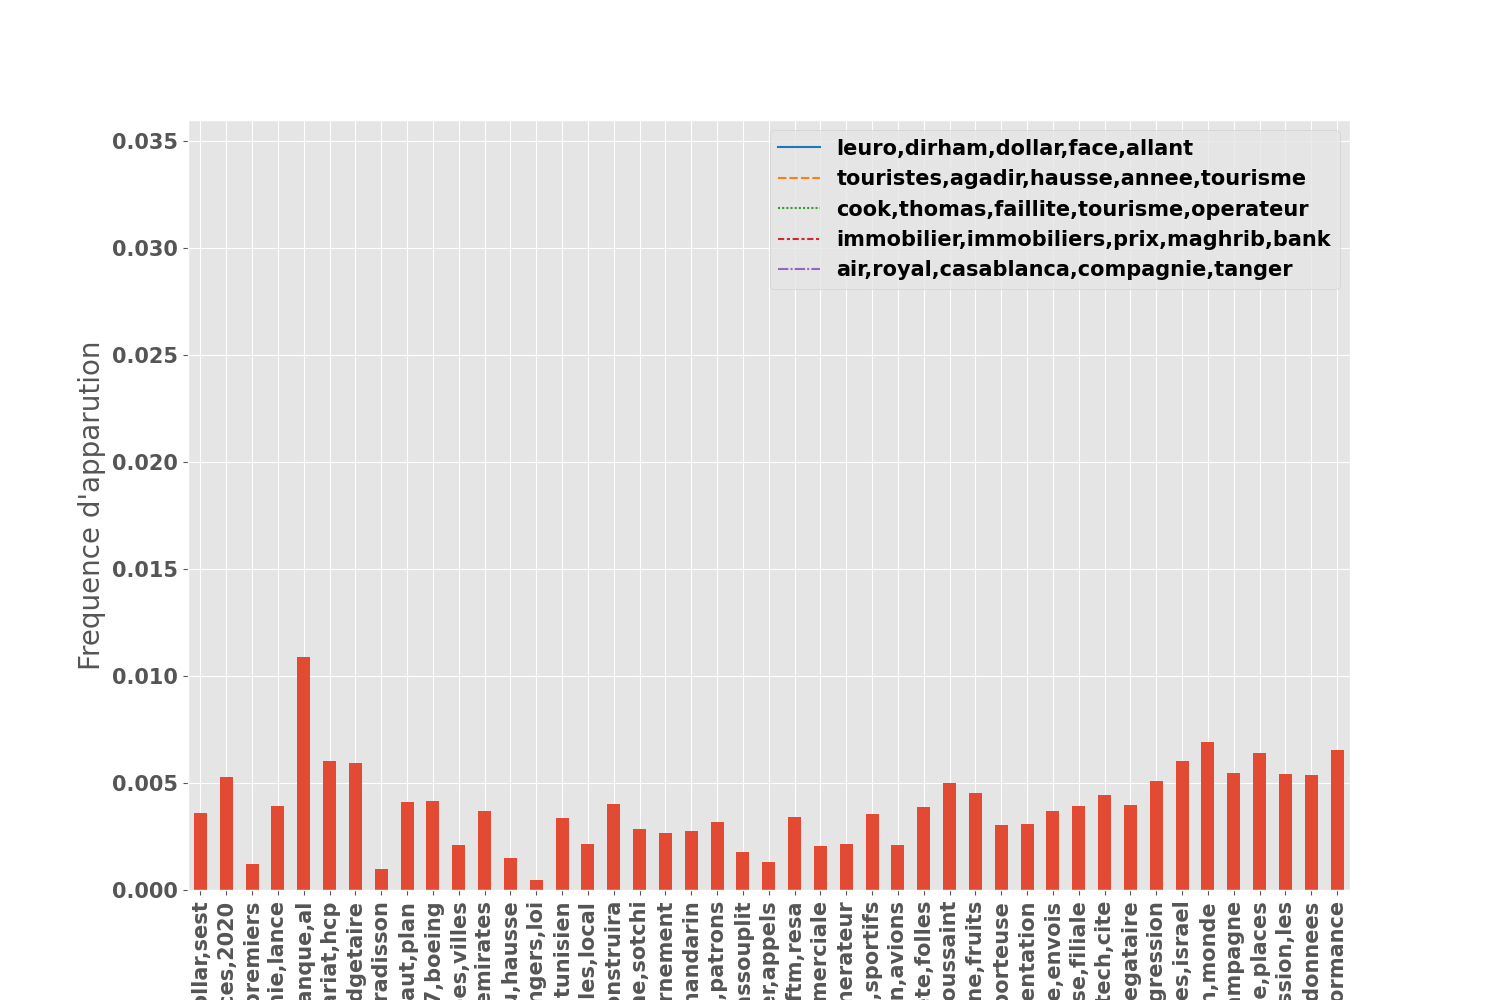 0.035
0.030
0.025
0.020
0.015
0.010
0.005
0.000
Frequence d'apparution
leuro,dirham,dollar,face,allant
touristes,agadir,hausse,annee,tourisme
cook,thomas,faillite,tourisme,operateur
immobilier,immobiliers,prix,maghrib,bank
air,royal,casablanca,compagnie,tanger
ollar,sest
ces,2020
premiers
nie,lance
anque,al
ariat,hcp
dgetaire
radisson
aut,plan
7,boeing
es,villes
emirates
u,hausse
ngers,loi
tunisien
les,local
onstruira
ne,sotchi
rnement
mandarin
,patrons
assouplit
er,appels
ftm,resa
merciale
nerateur
,sportifs
n,avions
te,folles
oussaint
ne,fruits
porteuse
entation
e,envois
se,filiale
tech,cite
egataire
gression
es,israel
n,monde
ampagne
e,places
ssion,les
donnees
ormance